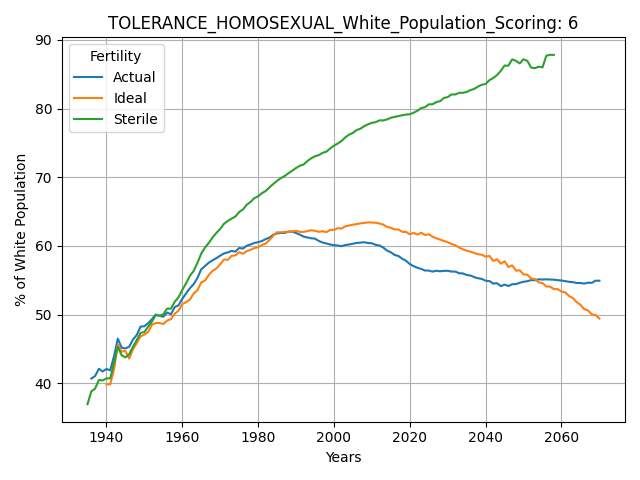 TOLERANCE_HOMOSEXUAL_White_Population_Scoring: 6
% of White Population
90
80
70
60
50
40
Fertility
Actual
Ideal
Sterile
1940
1960
1980
2000
2020
2040
2060
Years